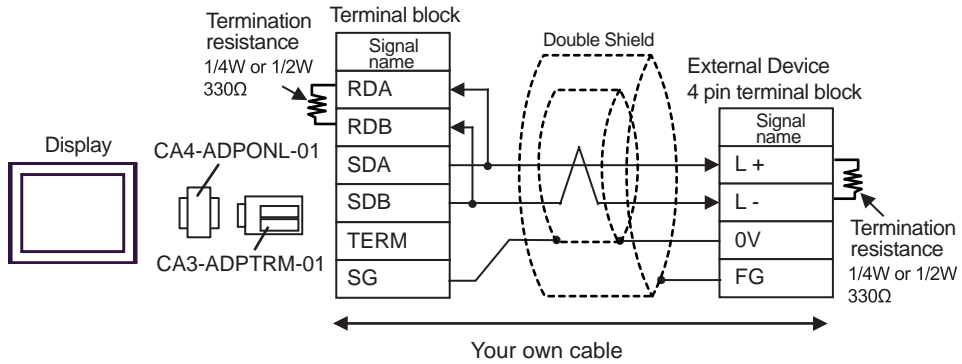 Termination
resistance
1/4W or 1/2W
330Ω
Terminal block
Signal
name
RDA
RDB
SDA
SDB
TERM
SG
Double Shield
External Device
4 pin terminal block
Signal
name
L +
L -
0V
FG
Termination
resistance
1/4W or 1/2W
330Ω
Display
CA4-ADPONL-01
CA3-ADPTRM-01
Your own cable